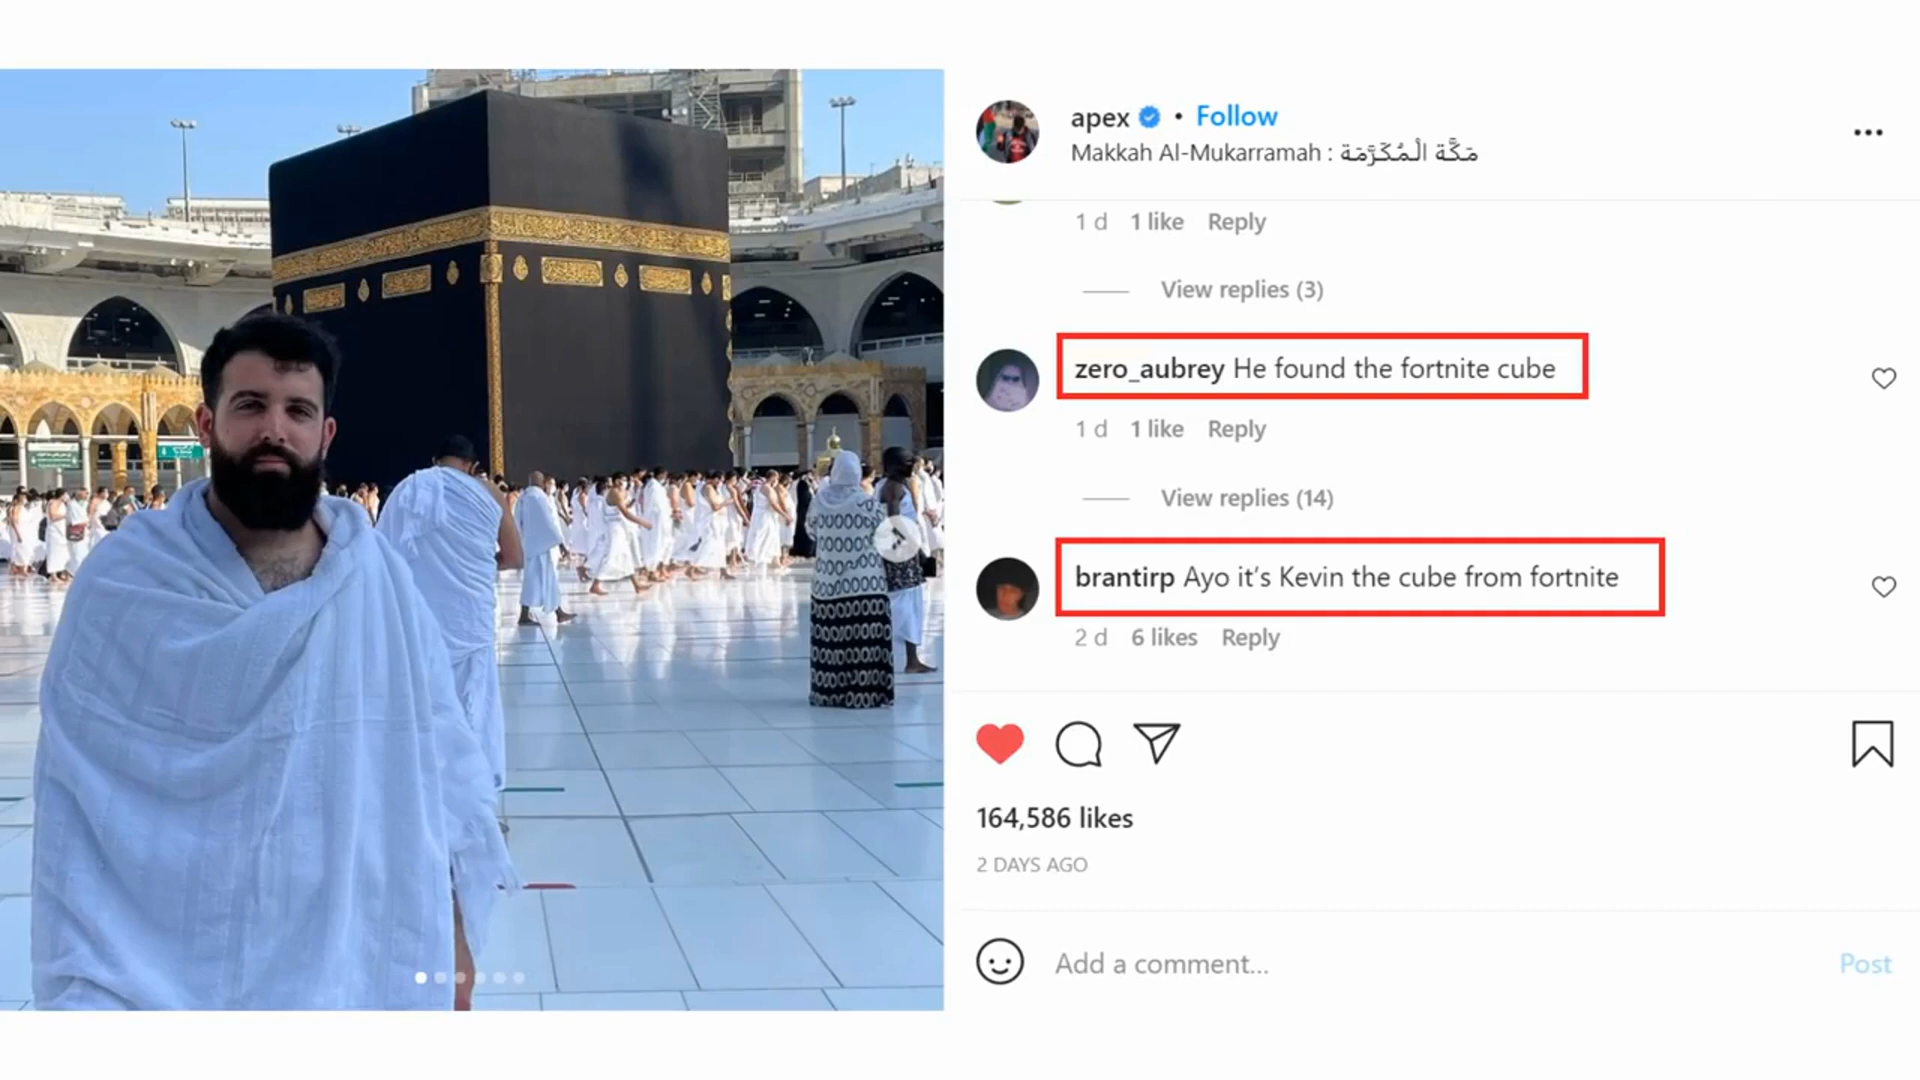 apex • Follow
Makkah Al-Mukarramah : مَكَّة الْمُكَرَّمَة
1 d 1 like Reply
View replies (3)
zero_aubrey He found the fortnite cube
1 d 1 like Reply
View replies (14)
brantirp Ayo it's Kevin the cube from fortnite
2 d 6 likes Reply
164,586 likes
2 DAYS AGO
Add a comment... Post